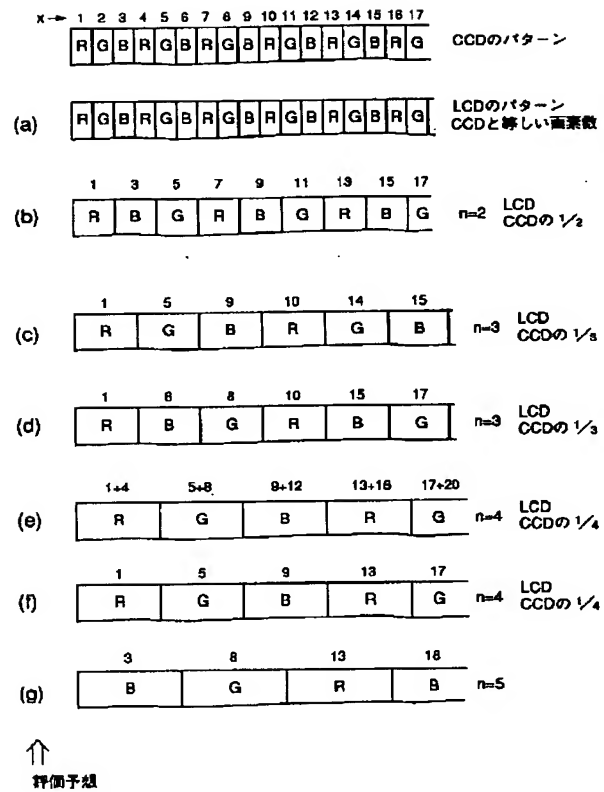 x→ 1 2 3 4 5 6 7 8 9 10 11 12 13 14 15 16 17
R G B R G B R G B R G B R G B R G CCDのパターン
(a) R G B R G B R G B R G B R G B R G LCDのパターン
CCDと等しい画素数
1 3 5 7 9 11 13 15 17
(b) R B G R B G R B G n=2 LCD
CCDの 1/2
1 5 9 10 14 15
(c) R G B R G B n=3 LCD
CCDの 1/3
1 6 8 10 15 17
(d) R B G R B G n=3 LCD
CCDの 1/3
1+4 5+8 9+12 13+16 17+20
(e) R G B R G n=4 LCD
CCDの 1/4
1 5 9 13 17
(f) R G B R G n=4 LCD
CCDの 1/4
3 8 13 18
(g) B G R B n=5
評価予想